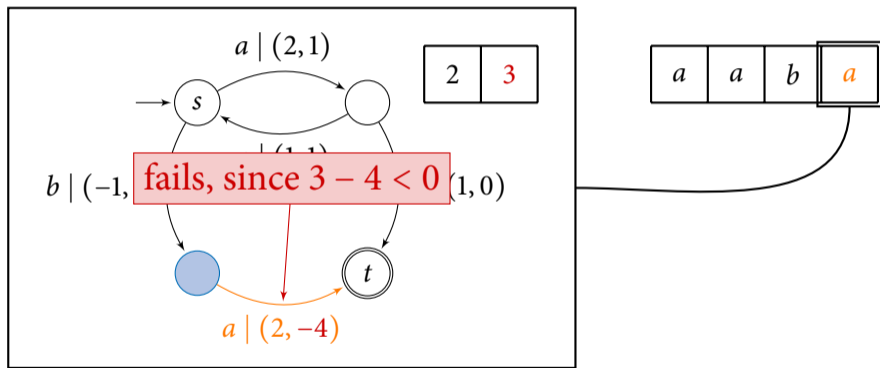 a | (2, 1)
2 3
a a b a
s
b | (−1,
fails, since 3 − 4 < 0
(1, 0)
t
a | (2, −4)